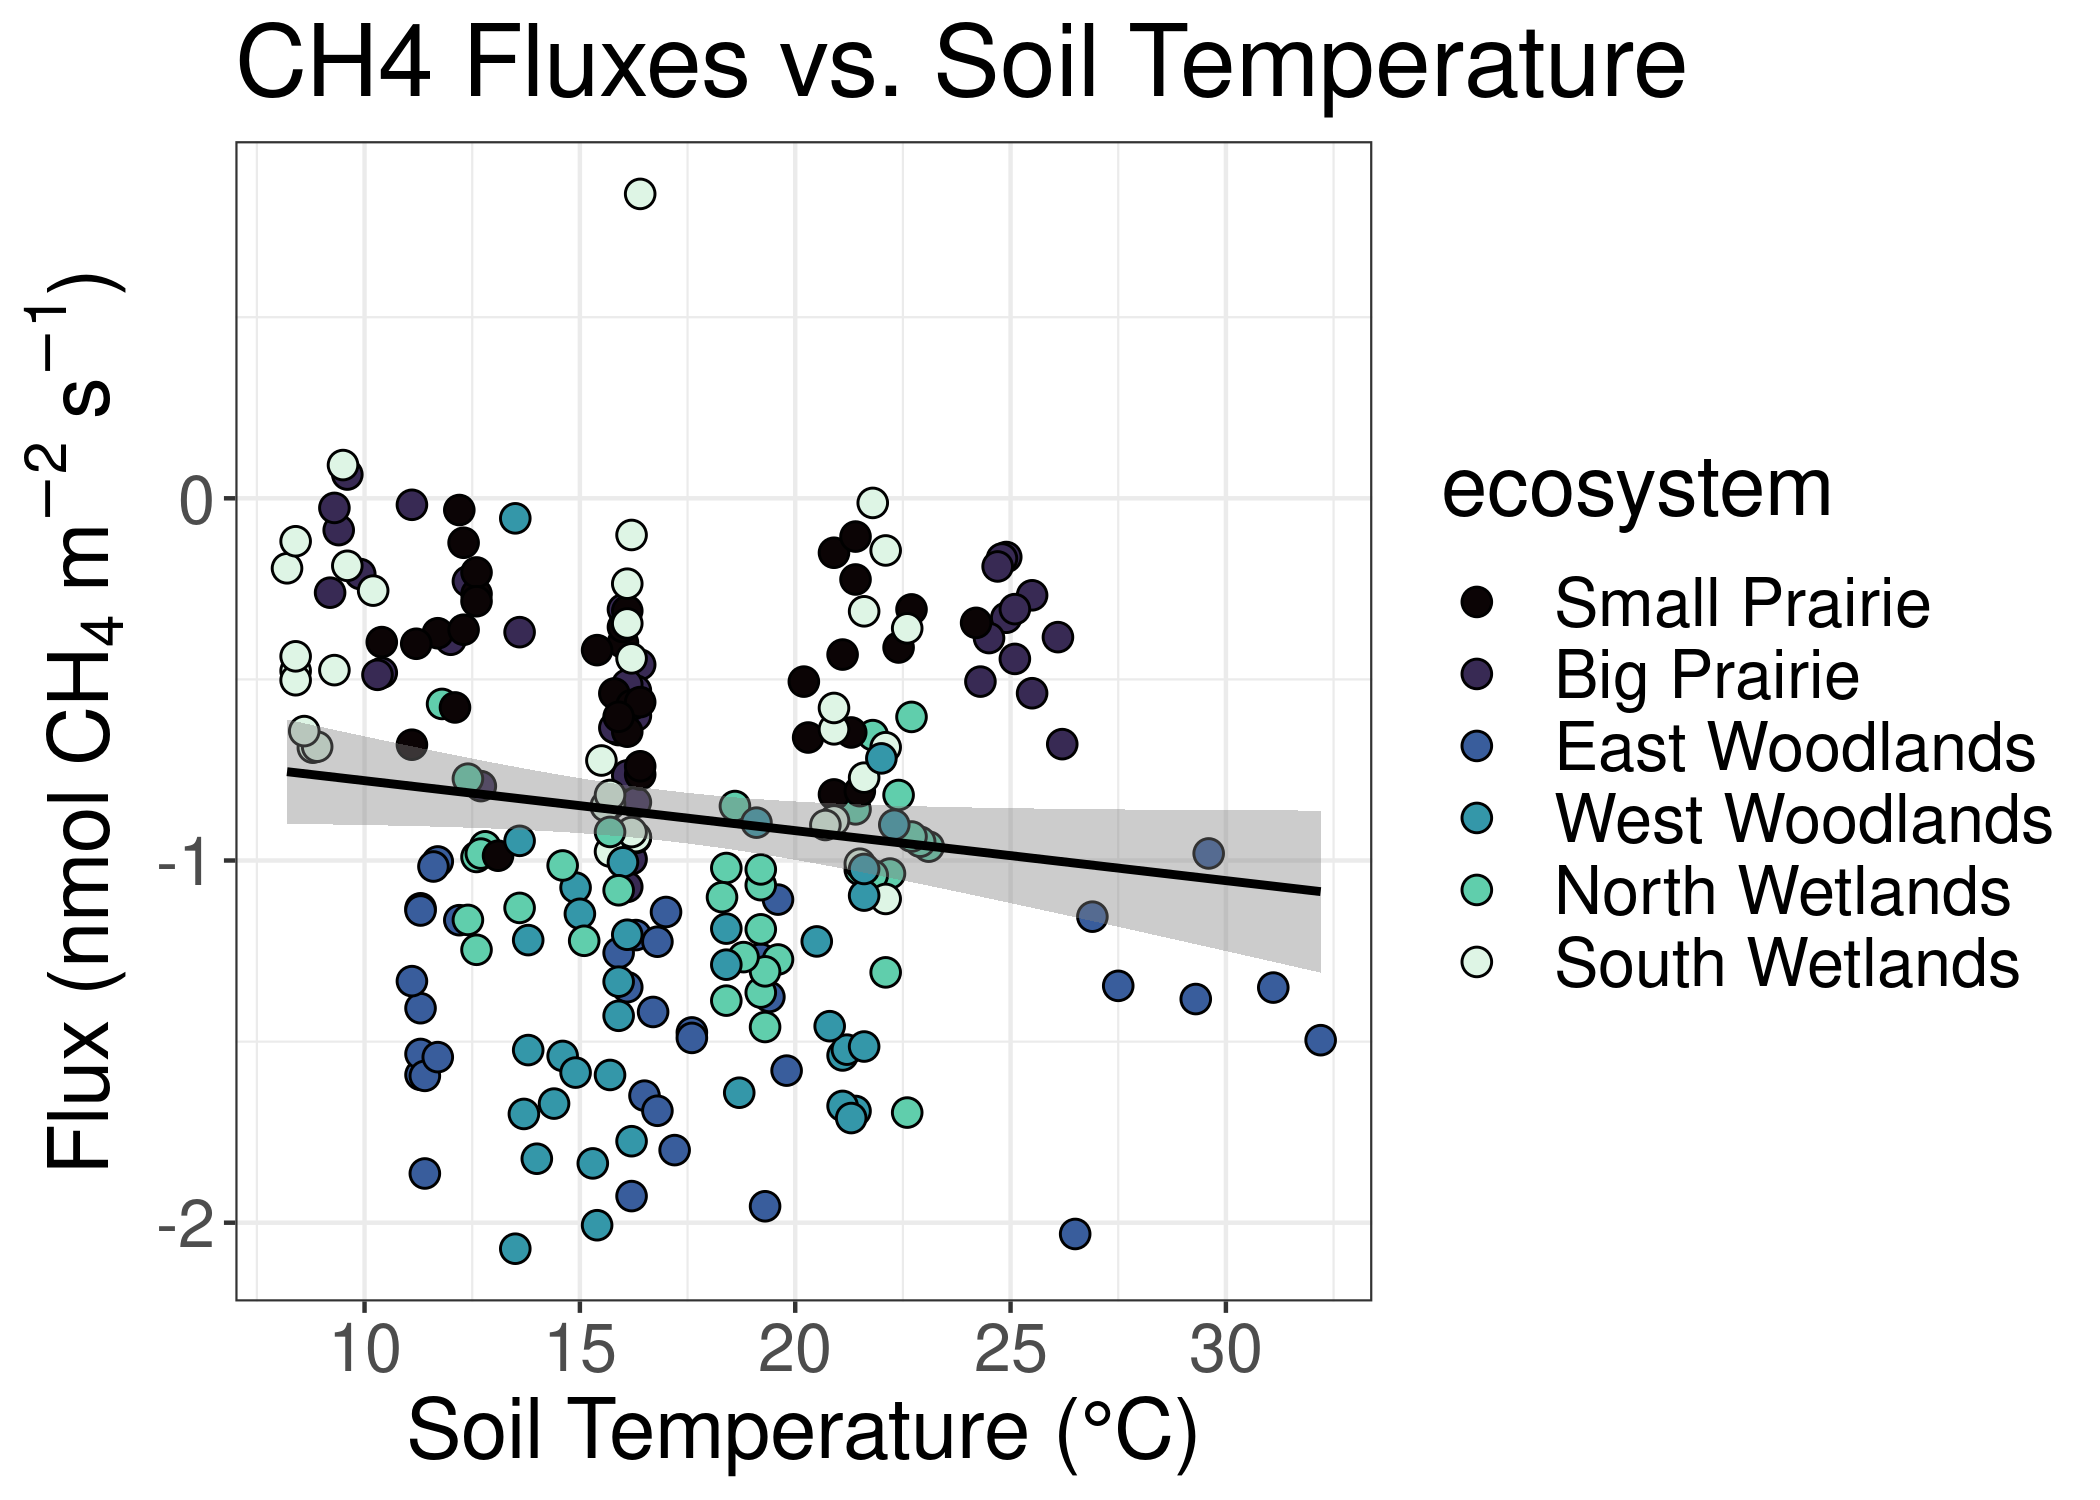 CH4 Fluxes vs. Soil Temperature
Flux (nmol CH₄ m⁻² s⁻¹)
0
-1
-2
10 15 20 25 30
Soil Temperature (°C)
ecosystem
Small Prairie
Big Prairie
East Woodlands
West Woodlands
North Wetlands
South Wetlands